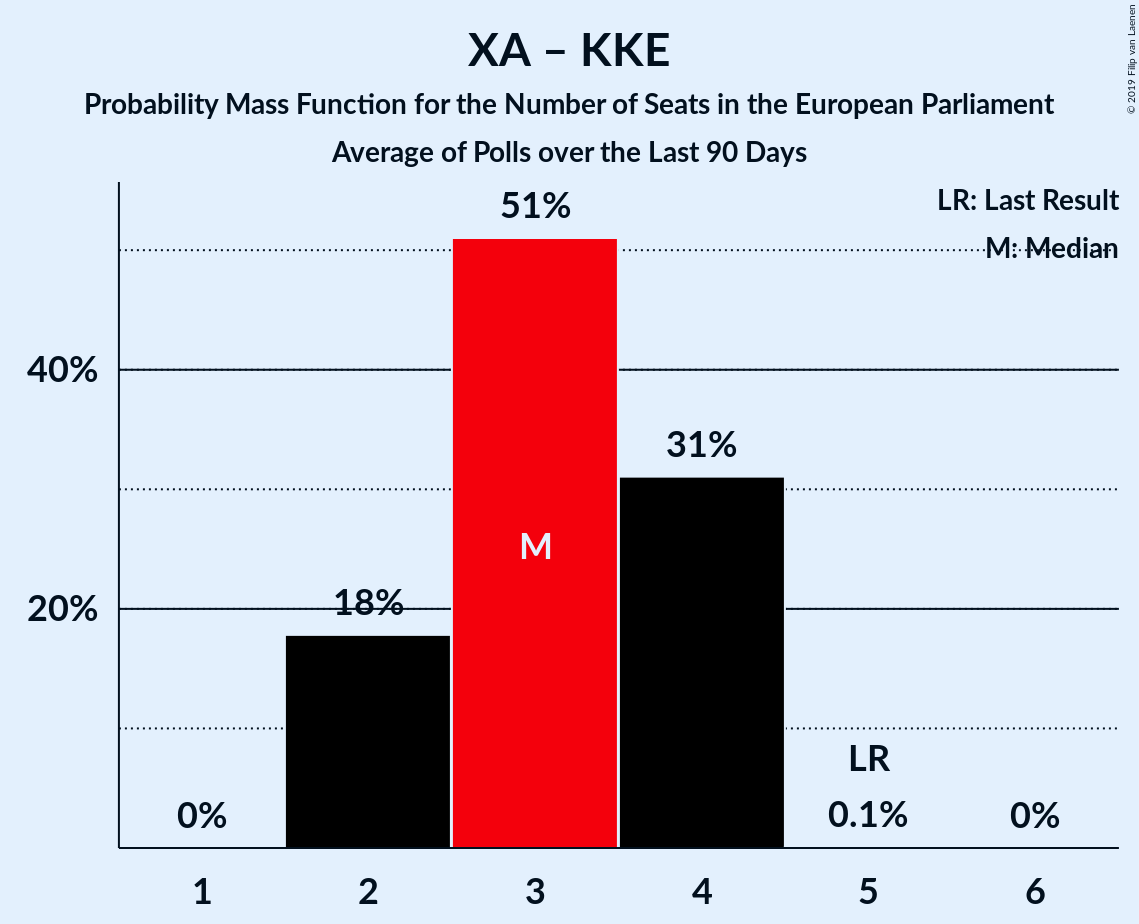 XA – KKE
Probability Mass Function for the Number of Seats in the European Parliament
Average of Polls over the Last 90 Days
© 2019 Filip van Laenen
LR: Last Result
M: Median
51%
40%
31%
M
20%
18%
LR
0%
0.1%
0%
1 2 3 4 5 6